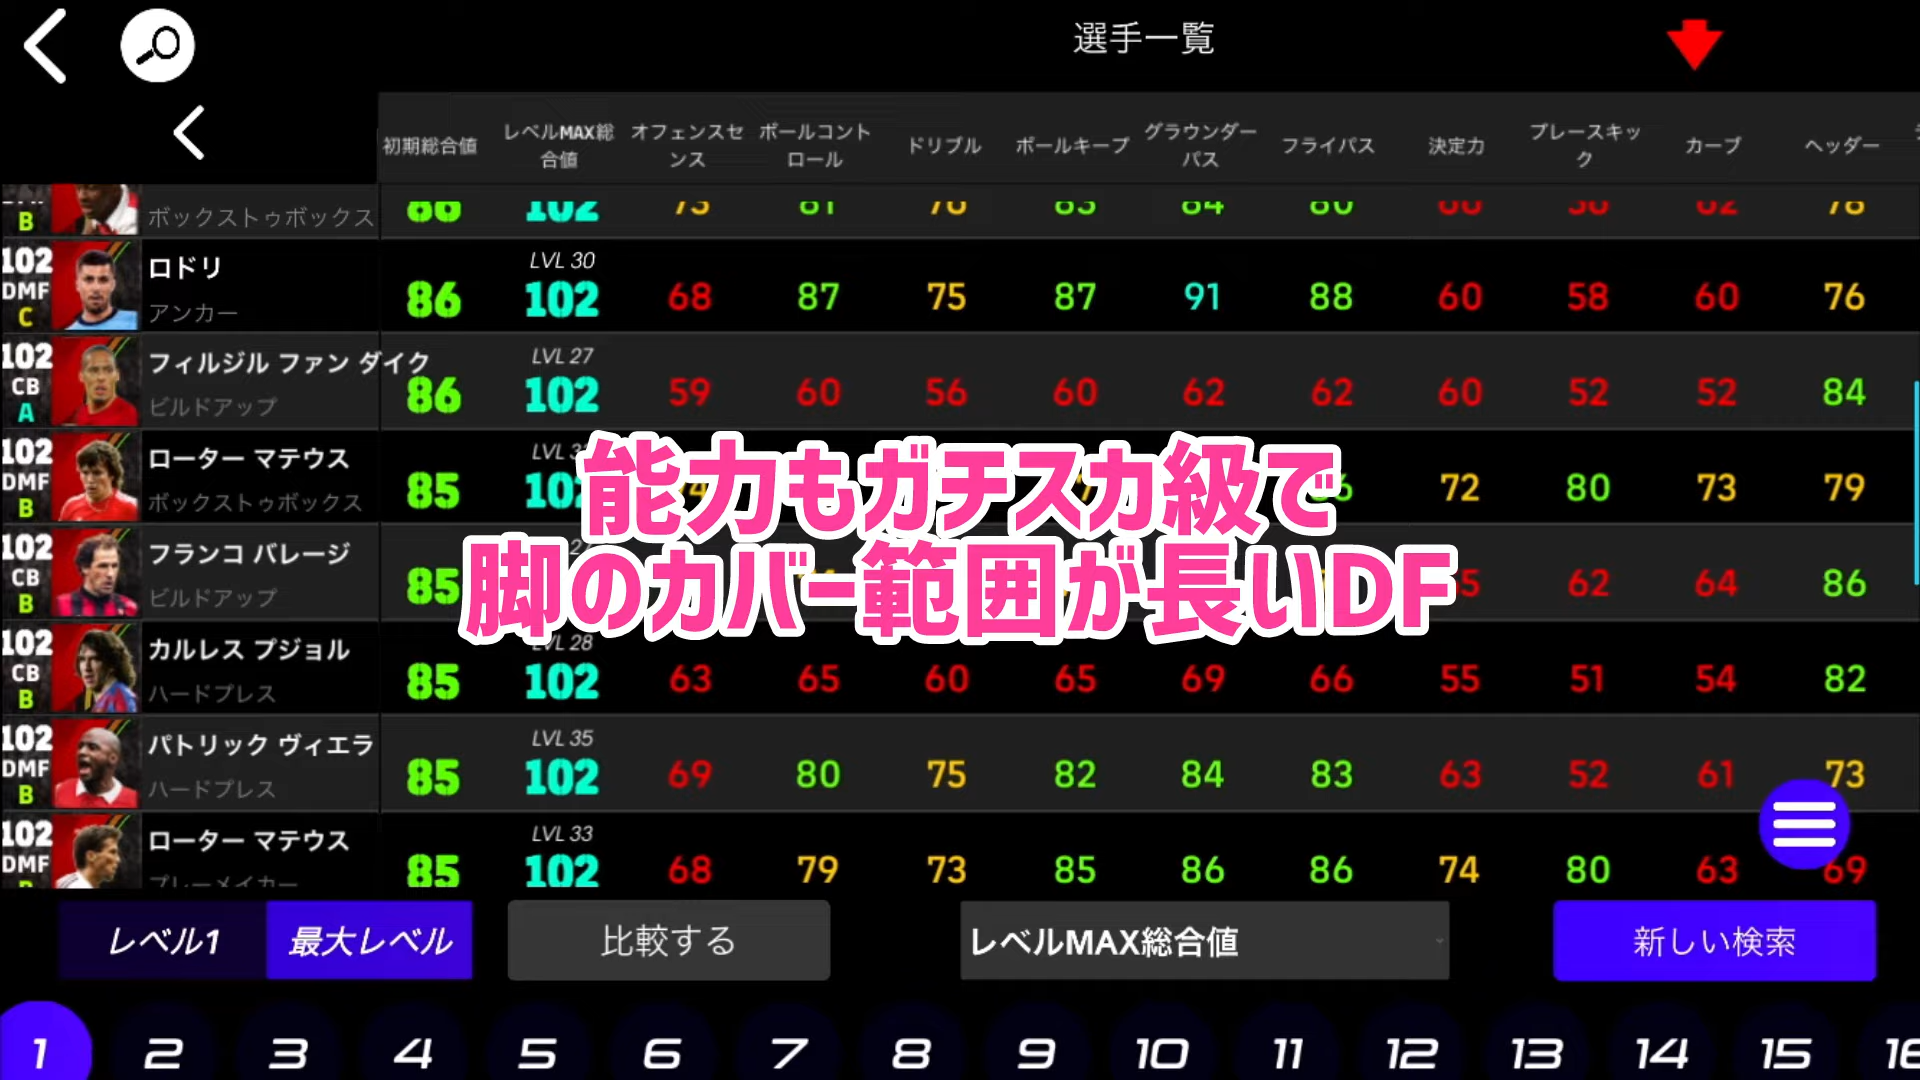 選手一覧
初期総合値 レベルMAX総合値 オフェンスセンス ボールコントロール ドリブル ボールキープ グラウンダーパス フライパス 決定力 プレースキック カーブ ヘッダー
B ボックストゥボックス 102
102 DMF C ロドリ アンカー 86 LVL 30 102 68 87 75 87 91 88 60 58 60 76
102 CB A フィルジル ファン ダイク ビルドアップ 86 LVL 27 102 59 60 56 60 62 62 60 52 52 84
102 DMF B ローター マテウス ボックストゥボックス 85 72 80 73 79
能力もガチスカ級で
102 CB B フランコ バレージ ビルドアップ 85 62 64 86
脚のカバー範囲が長いDF
102 CB B カルレス プジョル ハードプレス 85 LVL 28 102 63 65 60 65 69 66 55 51 54 82
102 DMF B パトリック ヴィエラ ハードプレス 85 LVL 35 102 69 80 75 82 84 83 63 52 61 73
102 DMF ローター マテウス プレーメイカー 85 LVL 33 102 68 79 73 85 86 86 74 80 63 69
レベル1 最大レベル 比較する レベルMAX総合値 新しい検索
1 2 3 4 5 6 7 8 9 10 11 12 13 14 15 16